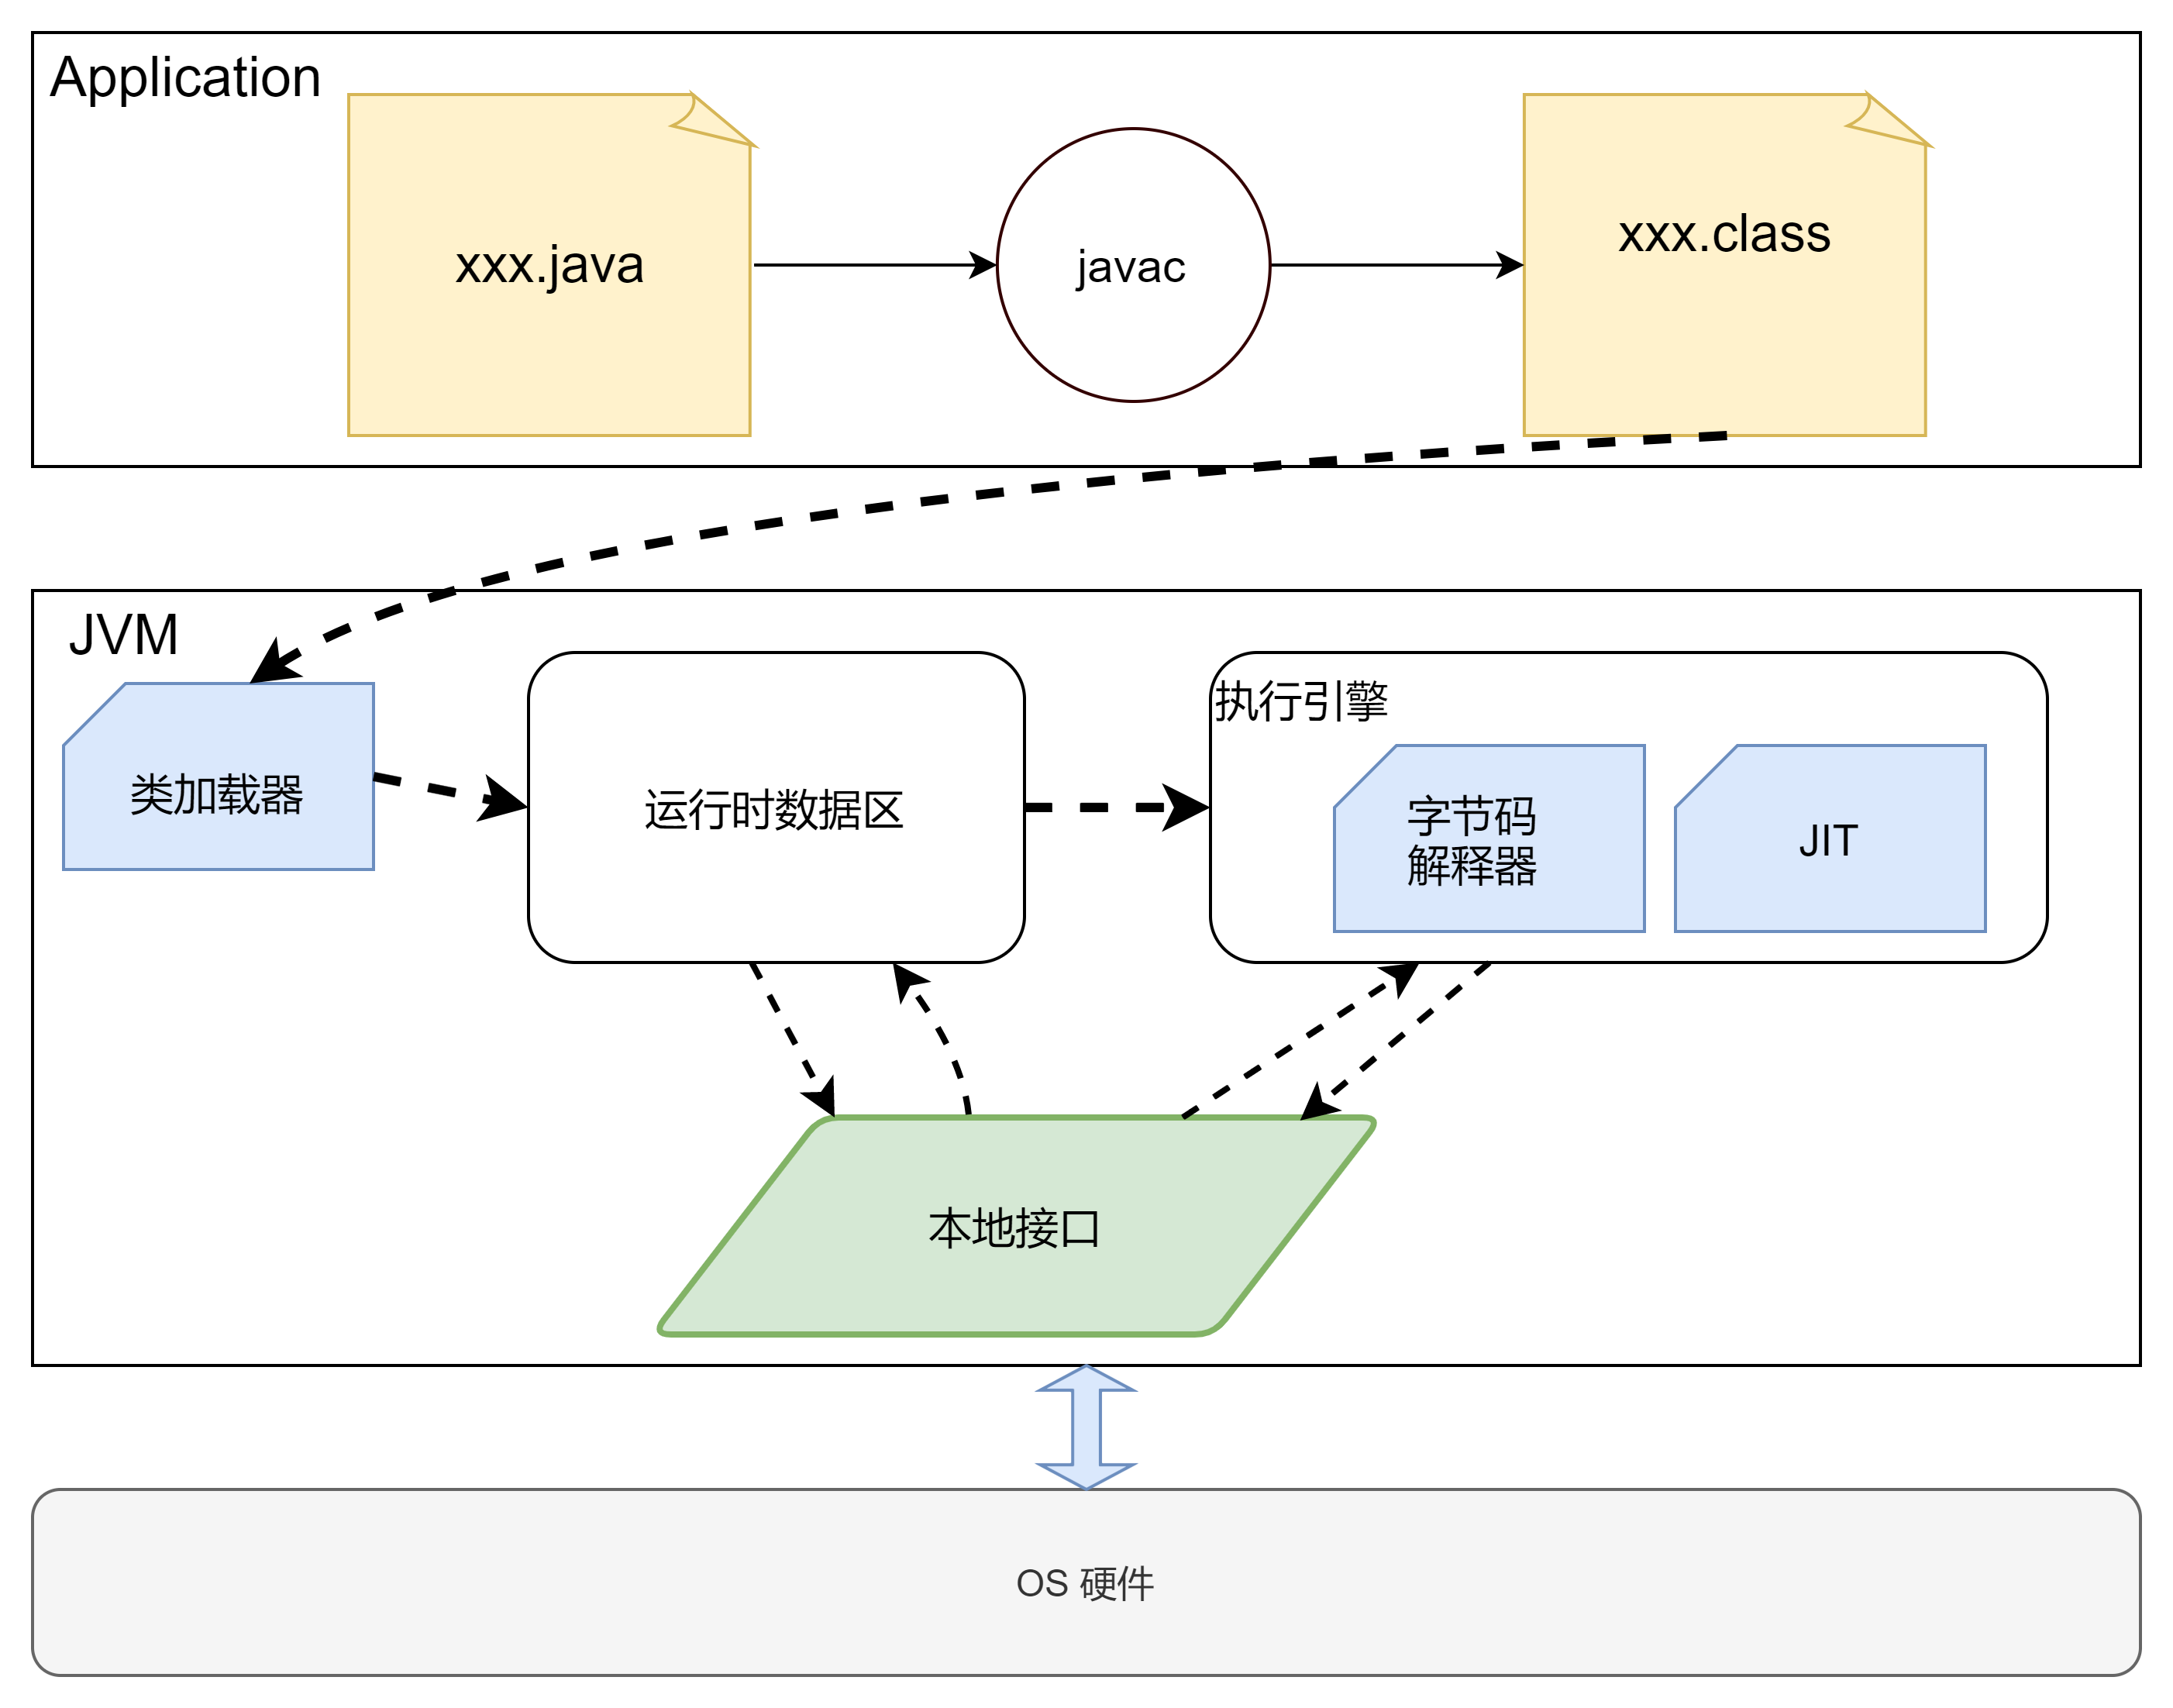 Application
xxx.java
javac
xxx.class
JVM
类加载器
运行时数据区
执行引擎
字节码
解释器
JIT
本地接口
OS 硬件